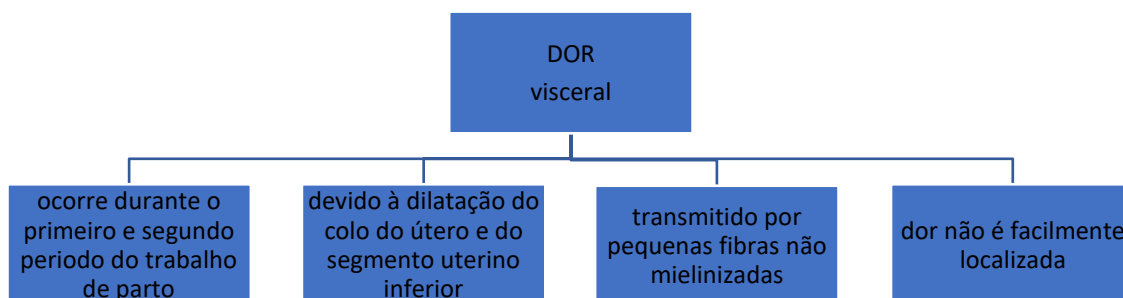 DOR
visceral
ocorre durante o
primeiro e segundo
periodo do trabalho
de parto
devido à dilatação do
colo do útero e do
segmento uterino
inferior
transmitido por
pequenas fibras não
mielinizadas
dor não é facilmente
localizada